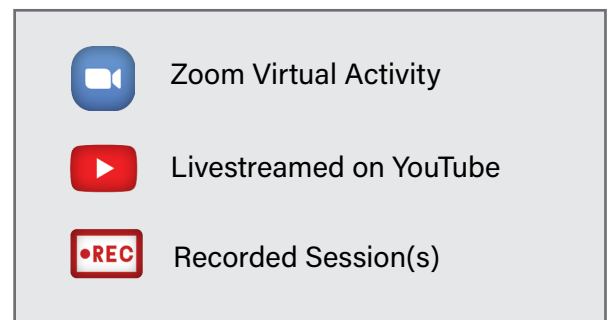 Zoom Virtual Activity
Livestreamed on YouTube
•REC
Recorded Session(s)